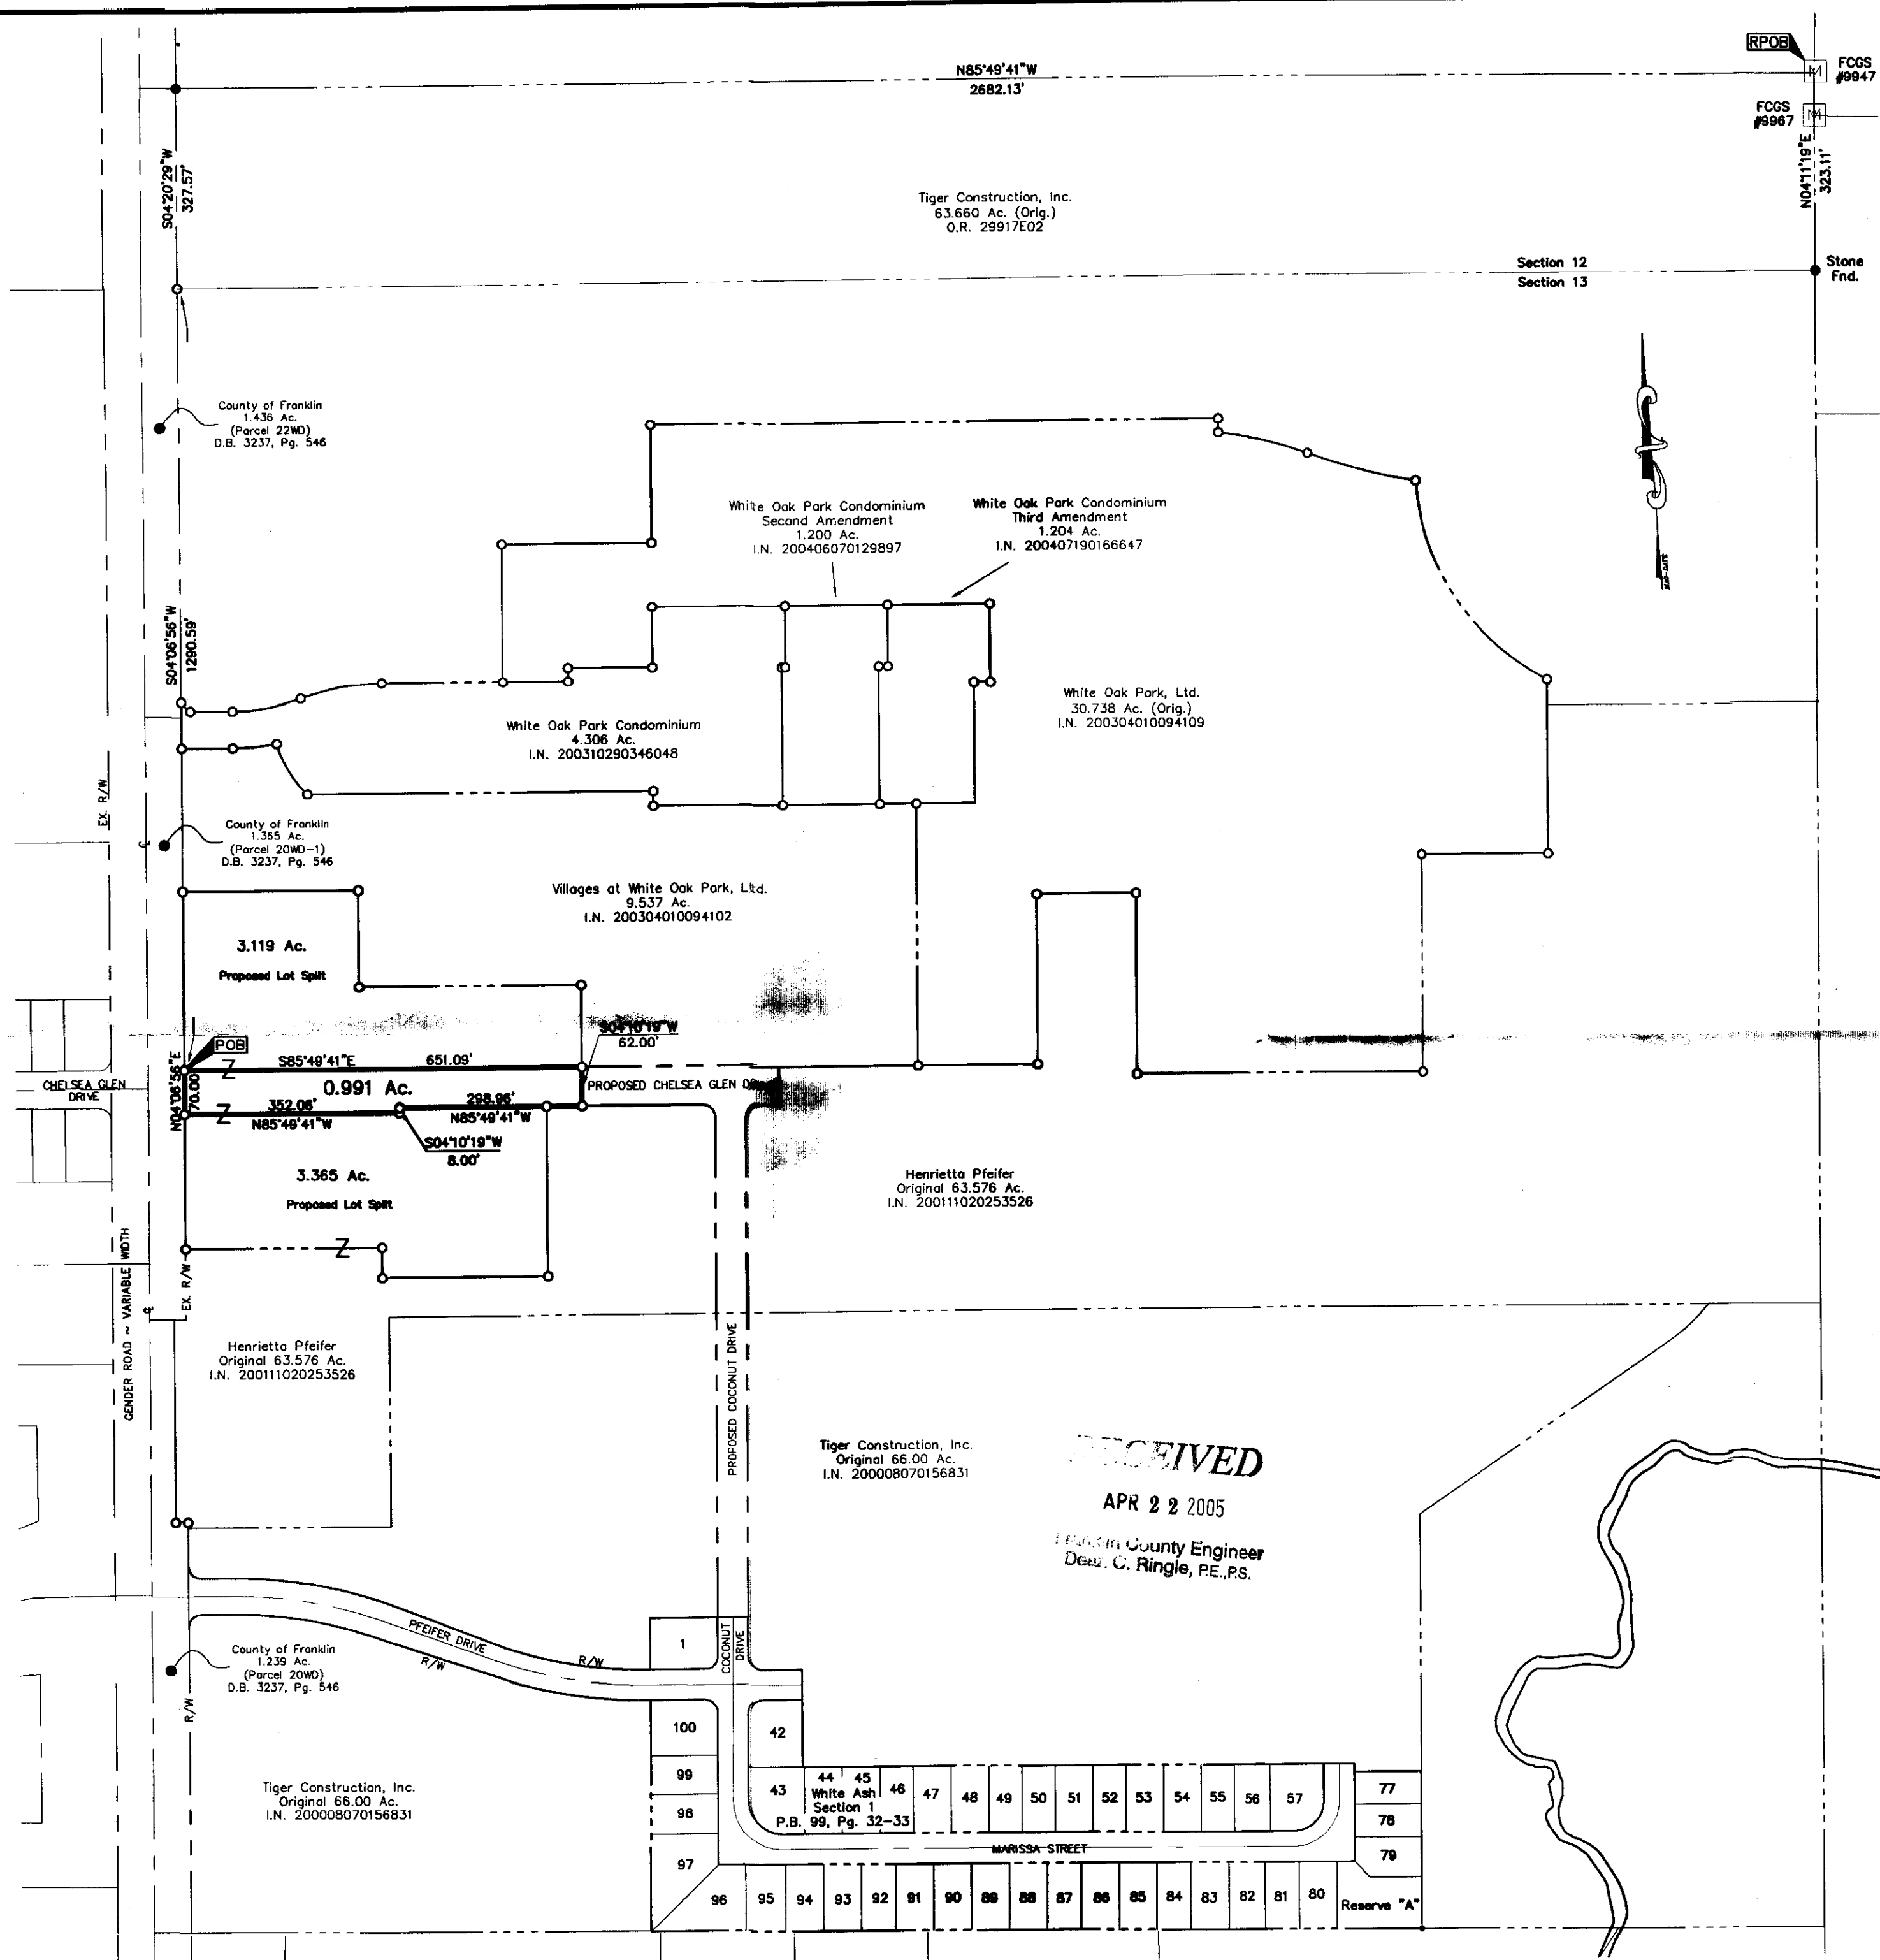 RPOB
FCGS
#9947
N85°49'41"W
2682.13'
FCGS
#9967
N04°11'19"E
323.11'
S04°20'29"W
327.57'
Tiger Construction, Inc.
63.660 Ac. (Orig.)
O.R. 29917E02
Section 12
Section 13
Stone
Fnd.
County of Franklin
1.436 Ac.
(Parcel 22WD)
D.B. 3237, Pg. 546
White Oak Park Condominium
Second Amendment
1.200 Ac.
I.N. 200406070129897
White Oak Park Condominium
Third Amendment
1.204 Ac.
I.N. 200407190166647
S04°06'56"W
1290.59'
White Oak Park Condominium
4.306 Ac.
I.N. 200310290346048
White Oak Park, Ltd.
30.738 Ac. (Orig.)
I.N. 200304010094109
EX. R/W
County of Franklin
1.385 Ac.
(Parcel 20WD-1)
D.B. 3237, Pg. 546
Villages at White Oak Park, Ltd.
9.537 Ac.
I.N. 200304010094102
3.119 Ac.
Proposed Lot Split
S04°10'19"W
62.00'
POB
S85°49'41"E
651.09'
N04°06'56"E
70.00'
CHELSEA GLEN
DRIVE
0.991 Ac.
PROPOSED CHELSEA GLEN
352.06'
N85°49'41"W
298.96'
N85°49'41"W
S04°10'19"W
8.00'
3.365 Ac.
Proposed Lot Split
Henrietta Pfeifer
Original 63.576 Ac.
I.N. 200111020253526
EX. R/W
GENDER ROAD ~ VARIABLE WIDTH
Henrietta Pfeifer
Original 63.576 Ac.
I.N. 200111020253526
PROPOSED COCONUT DRIVE
Tiger Construction, Inc.
Original 66.00 Ac.
I.N. 200008070156831
RECEIVED
APR 22 2005
County Engineer
C. Ringle, P.E.,P.S.
PFEIFER DRIVE
R/W
R/W
County of Franklin
1.239 Ac.
(Parcel 20WD)
D.B. 3237, Pg. 546
R/W
1
COCONUT
DRIVE
100
42
99
43
44
45
46
47
48
49
50
51
52
53
54
55
56
57
77
White Ash
Section 1
P.B. 99, Pg. 32-33
98
78
Tiger Construction, Inc.
Original 66.00 Ac.
I.N. 200008070156831
MARISSA STREET
97
79
96
95
94
93
92
91
90
89
88
87
86
85
84
83
82
81
80
Reserve "A"